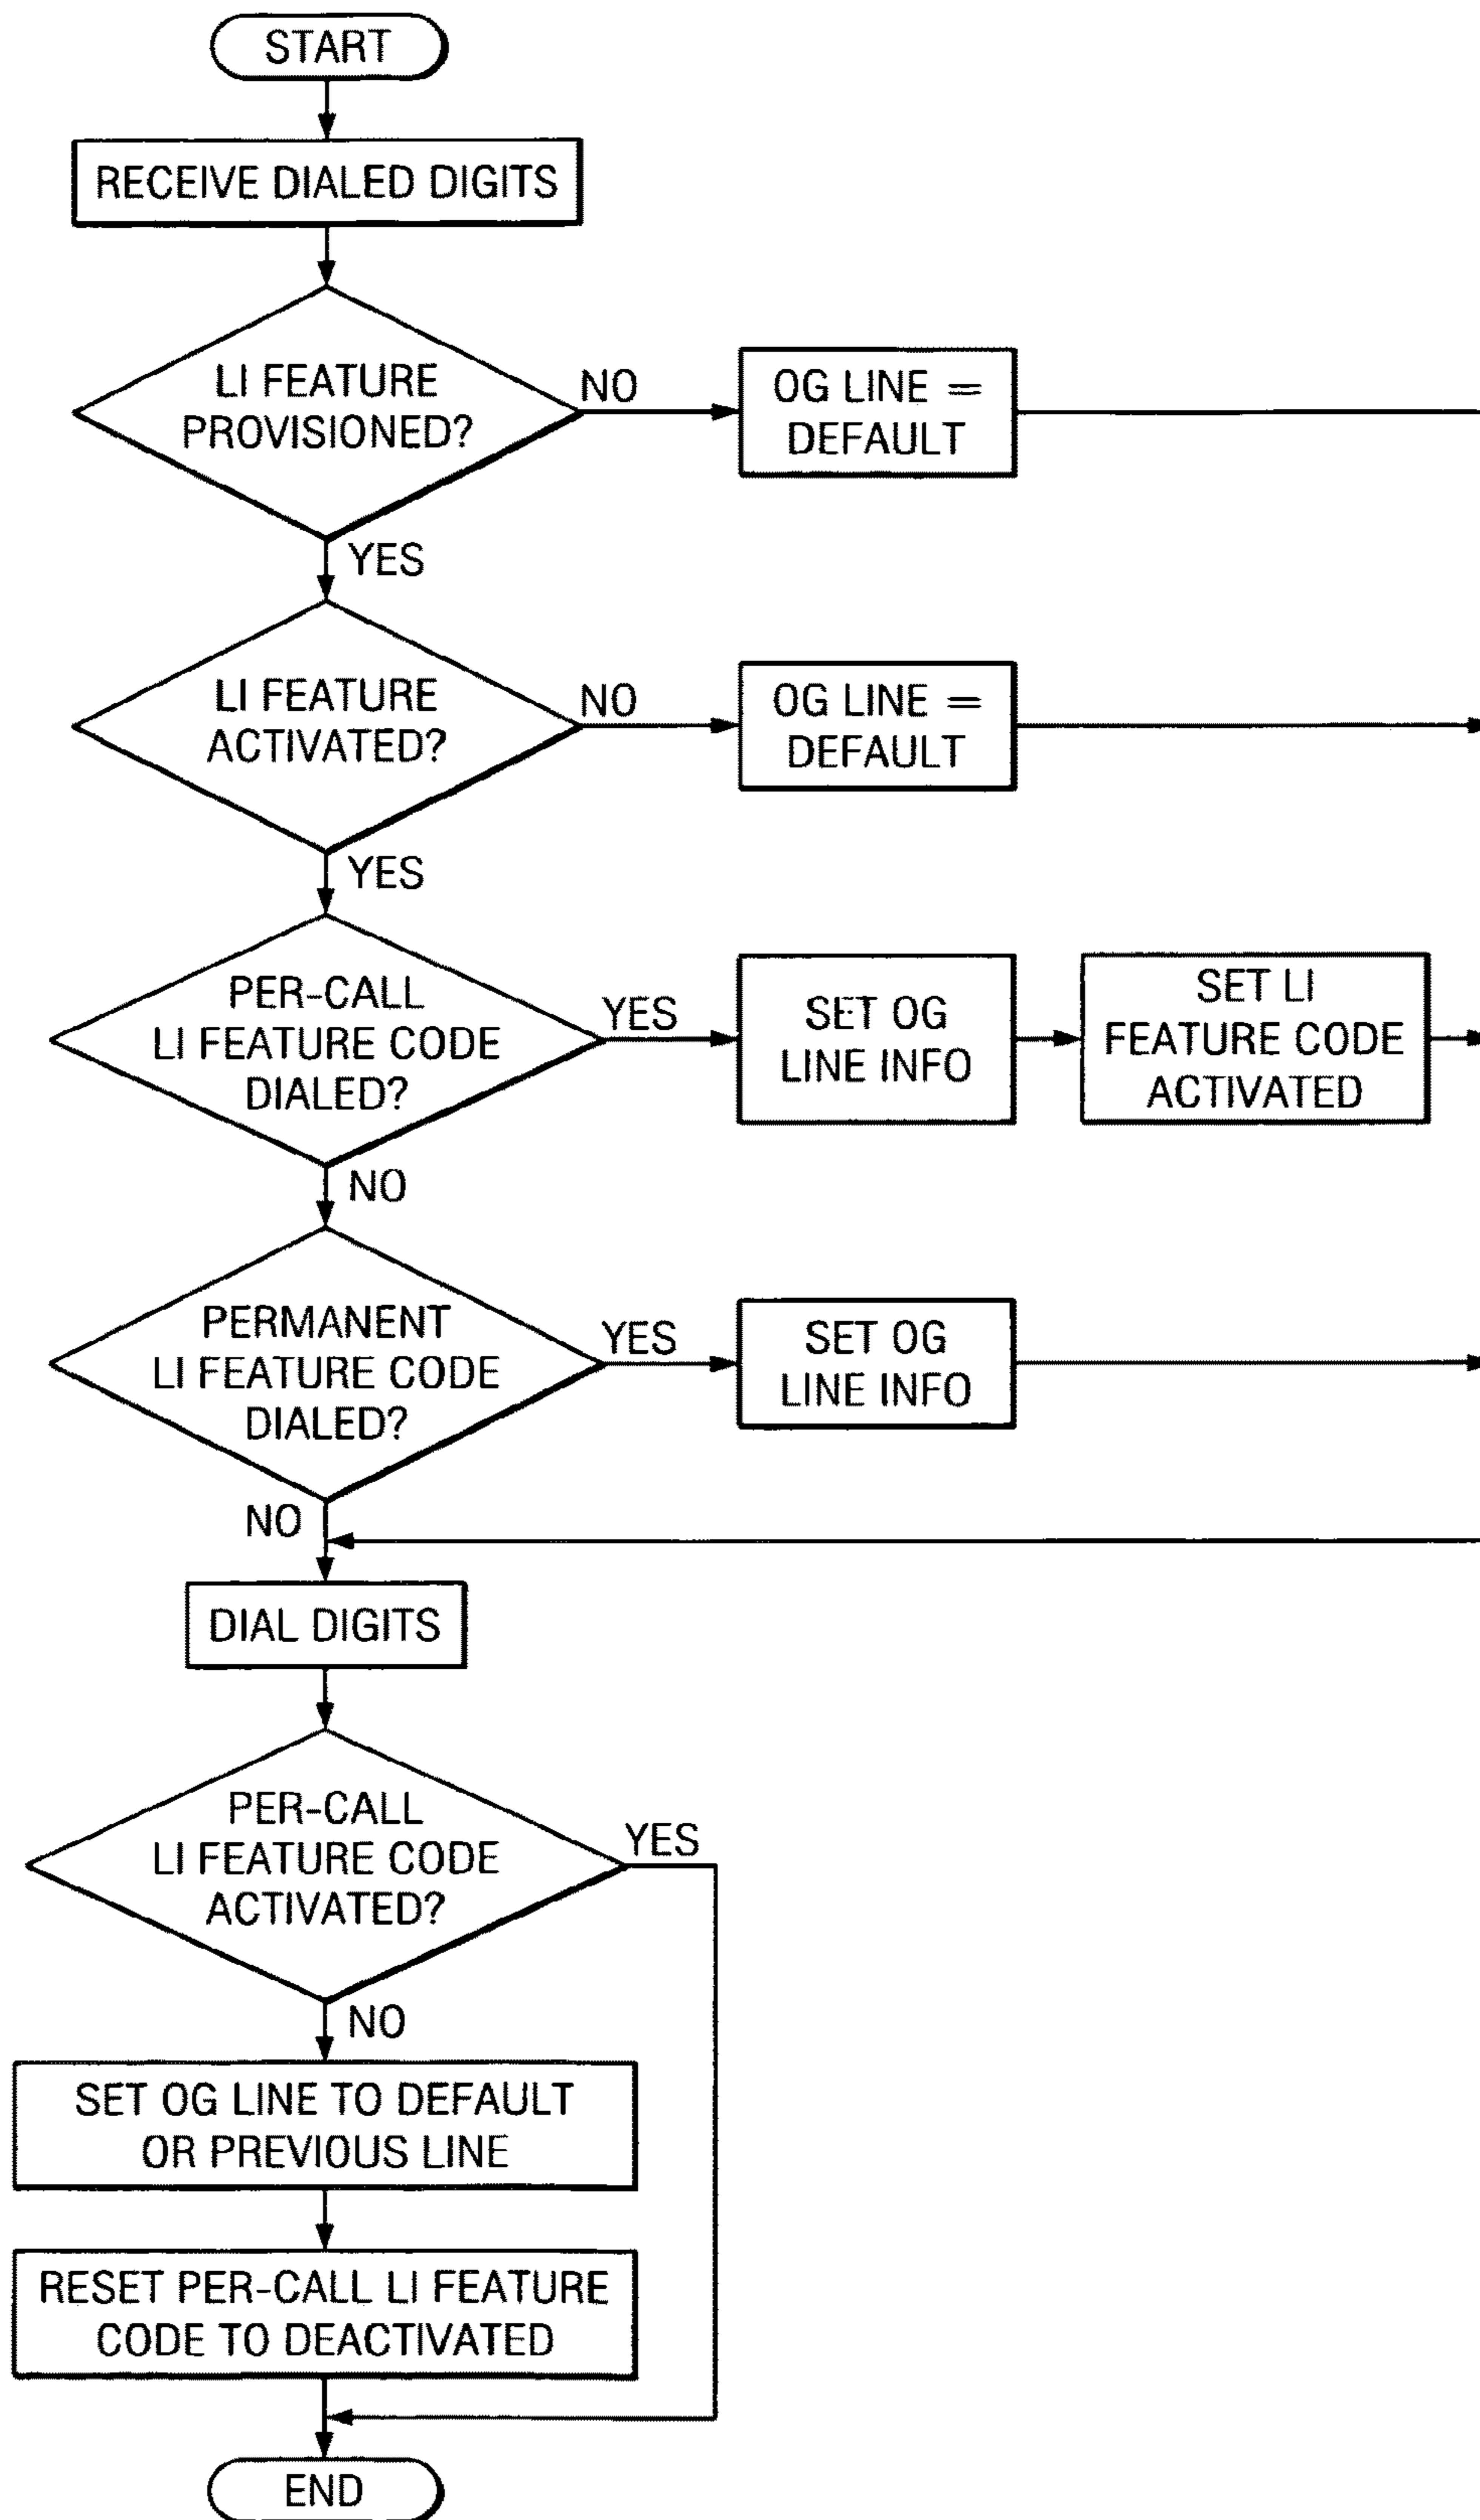 START
RECEIVE DIALED DIGITS
LI FEATURE
PROVISIONED?
NO
OG LINE =
DEFAULT
YES
LI FEATURE
ACTIVATED?
NO
OG LINE =
DEFAULT
YES
PER-CALL
LI FEATURE CODE
DIALED?
YES
SET OG
LINE INFO
SET LI
FEATURE CODE
ACTIVATED
NO
PERMANENT
LI FEATURE CODE
DIALED?
YES
SET OG
LINE INFO
NO
DIAL DIGITS
PER-CALL
LI FEATURE CODE
ACTIVATED?
YES
NO
SET OG LINE TO DEFAULT
OR PREVIOUS LINE
RESET PER-CALL LI FEATURE
CODE TO DEACTIVATED
END